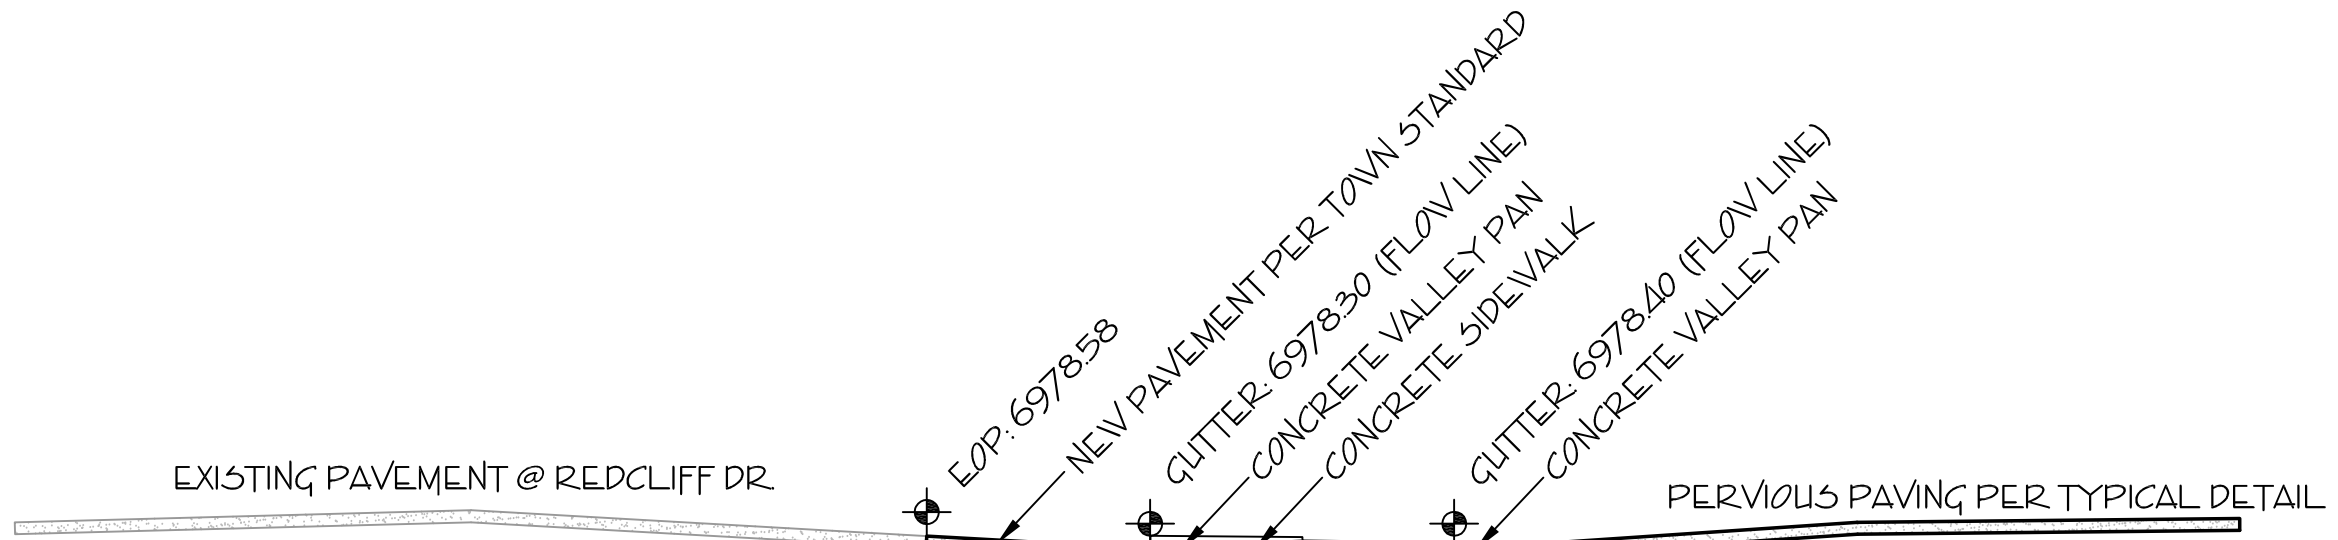 EXISTING PAVEMENT @ REDCLIFF DR.
EOP: 6978.58
NEW PAVEMENT PER TOWN STANDARD
GUTTER: 6978.30 (FLOW LINE)
CONCRETE VALLEY PAN
CONCRETE SIDEWALK
GUTTER: 6978.40 (FLOW LINE)
CONCRETE VALLEY PAN
PERVIOUS PAVING PER TYPICAL DETAIL